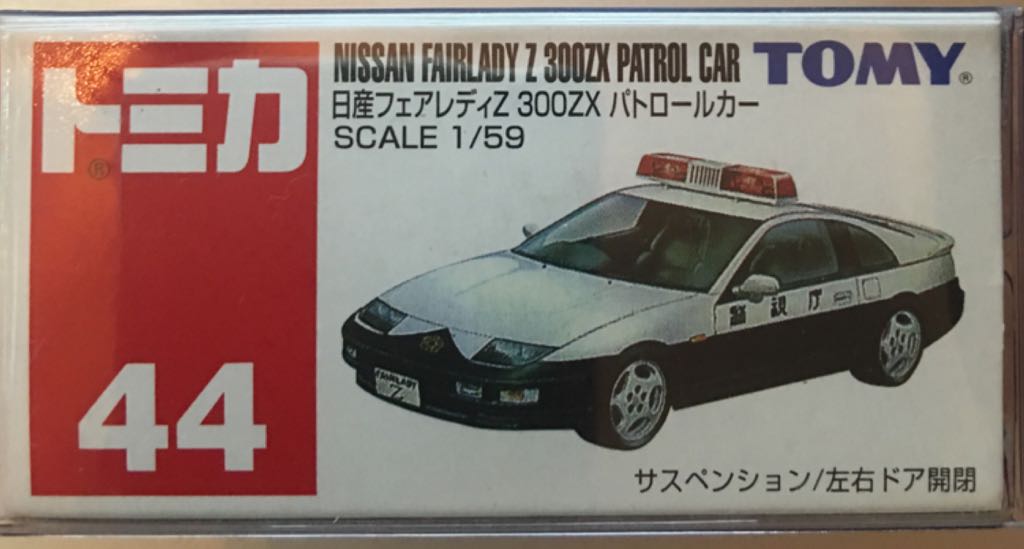 トミカ
®
44
NISSAN FAIRLADY Z 300ZX PATROL CAR
TOMY®
日産フェアレディZ 300ZX パトロールカー
SCALE 1/59
警視庁
FAIRLADY
Z
サスペンション/左右ドア開閉